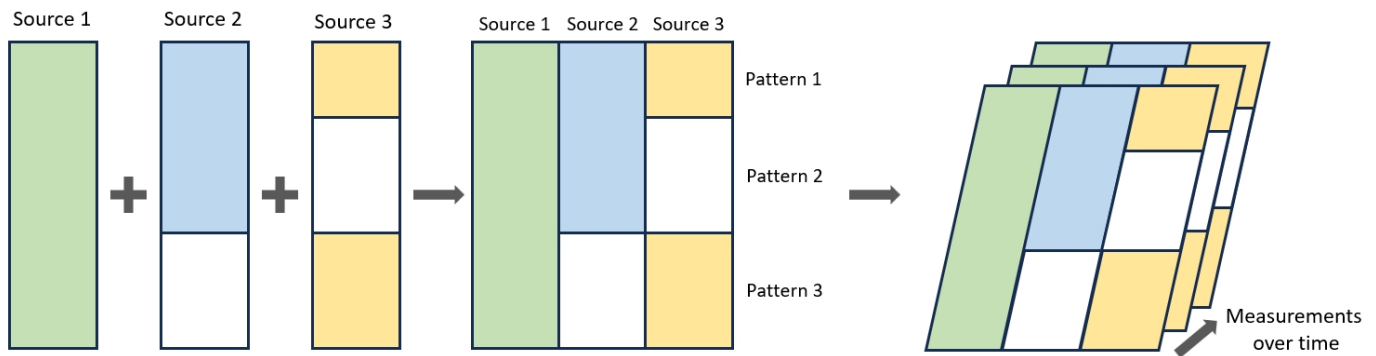 Source 1
Source 2
Source 3
Source 1
Source 2
Source 3
Pattern 1
Pattern 2
Pattern 3
Measurements
over time